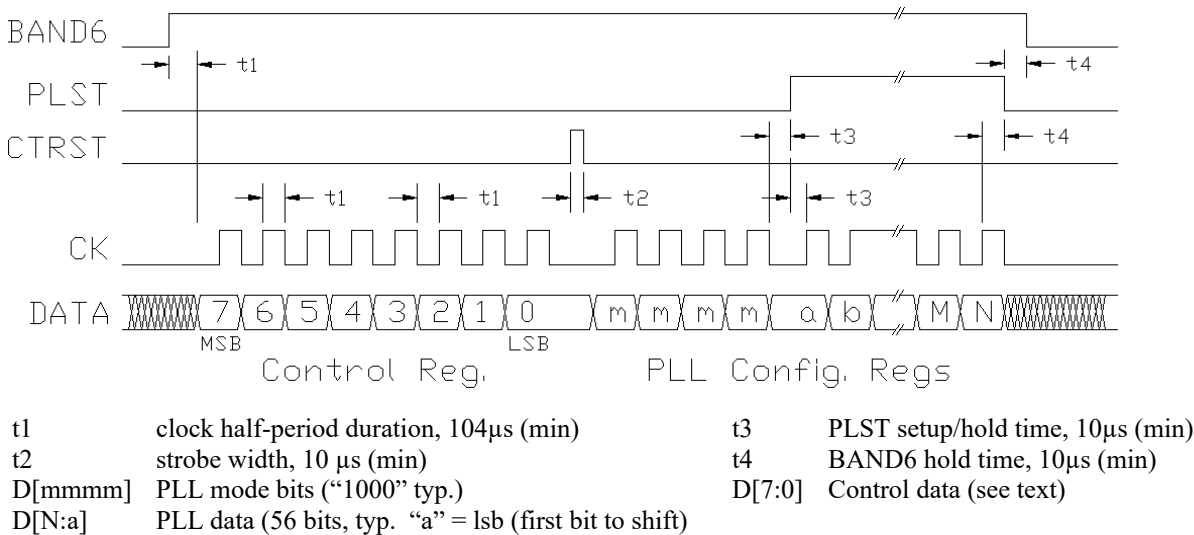 BAND6
t1
t4
PLST
t3
t4
CTRST
t1
t1
t2
t3
CK
DATA 7 6 5 4 3 2 1 0 m m m m a b M N
MSB LSB
Control Reg. PLL Config. Regs
t1 clock half-period duration, 104µs (min) t3 PLST setup/hold time, 10µs (min)
t2 strobe width, 10 µs (min) t4 BAND6 hold time, 10µs (min)
D[mmmm] PLL mode bits (“1000” typ.) D[7:0] Control data (see text)
D[N:a] PLL data (56 bits, typ. “a” = lsb (first bit to shift)